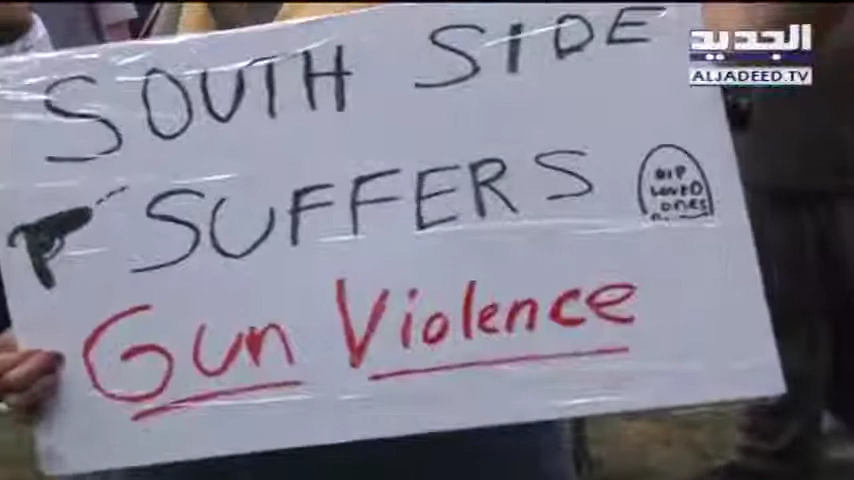 SOUTH SIDE
SUFFERS
Gun Violence
RIP
LOVED
ones
الجديد
ALJADEED.TV